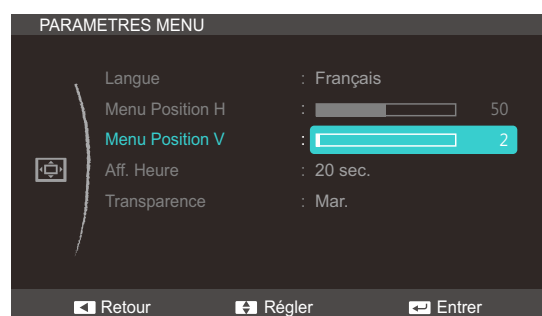 PARAMETRES MENU
Langue : Français
Menu Position H : 50
Menu Position V : 2
Aff. Heure : 20 sec.
Transparence : Mar.
Retour Régler Entrer